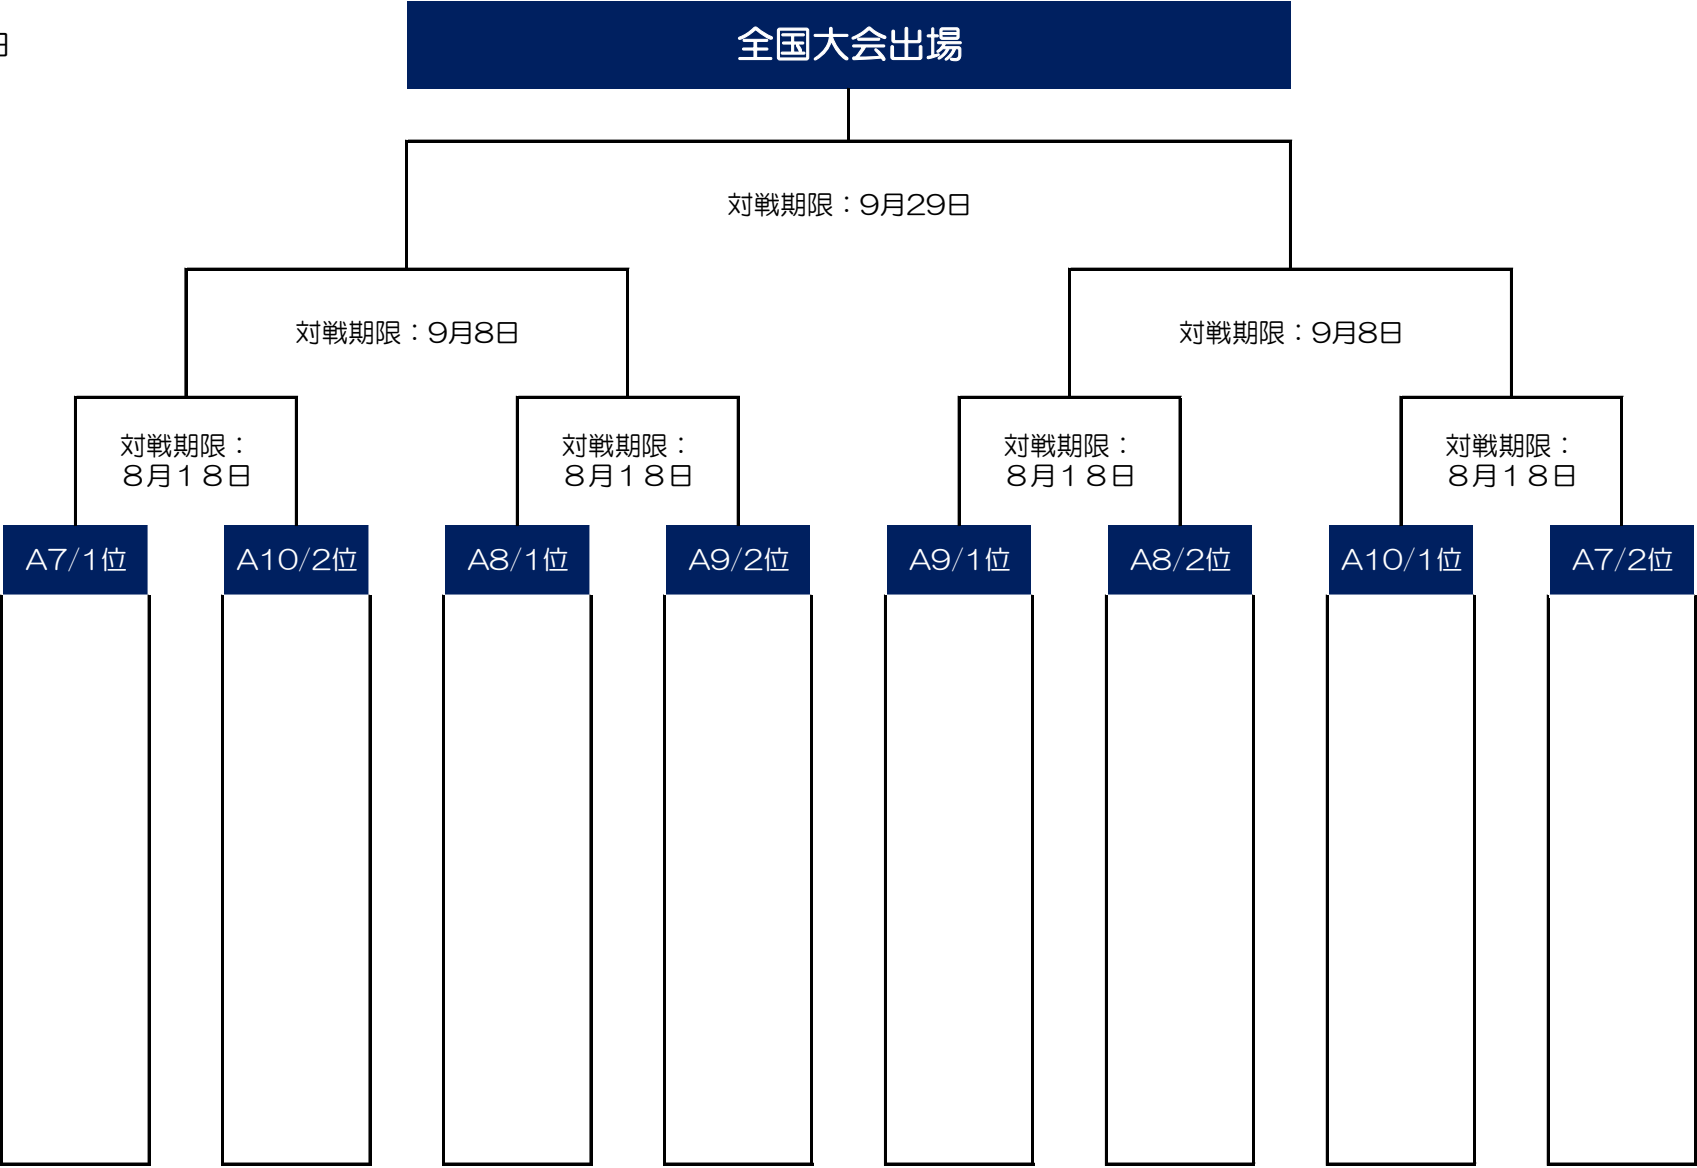 全国大会出場
日
対戦期限：9月29日
対戦期限：9月8日
対戦期限：9月8日
対戦期限：
８月１８日
対戦期限：
８月１８日
対戦期限：
８月１８日
対戦期限：
８月１８日
A7/1位
A10/2位
A8/1位
A9/2位
A9/1位
A8/2位
A10/1位
A7/2位